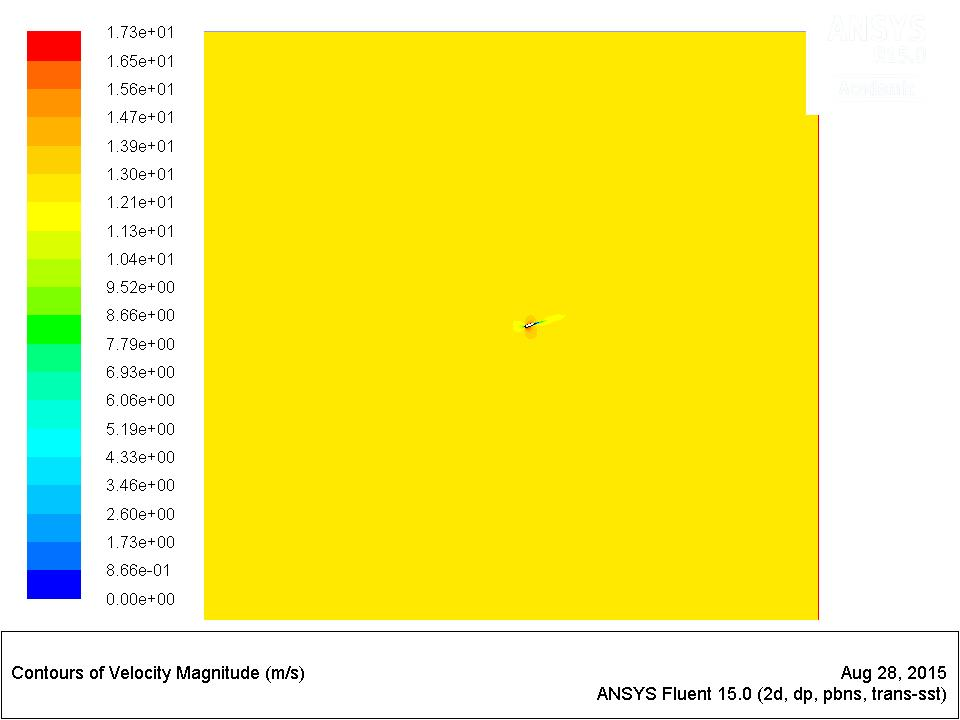 ANSYS
R15.0
Academic
1.73e+01
1.65e+01
1.56e+01
1.47e+01
1.39e+01
1.30e+01
1.21e+01
1.13e+01
1.04e+01
9.52e+00
8.66e+00
7.79e+00
6.93e+00
6.06e+00
5.19e+00
4.33e+00
3.46e+00
2.60e+00
1.73e+00
8.66e-01
0.00e+00
Contours of Velocity Magnitude (m/s)
Aug 28, 2015
ANSYS Fluent 15.0 (2d, dp, pbns, trans-sst)